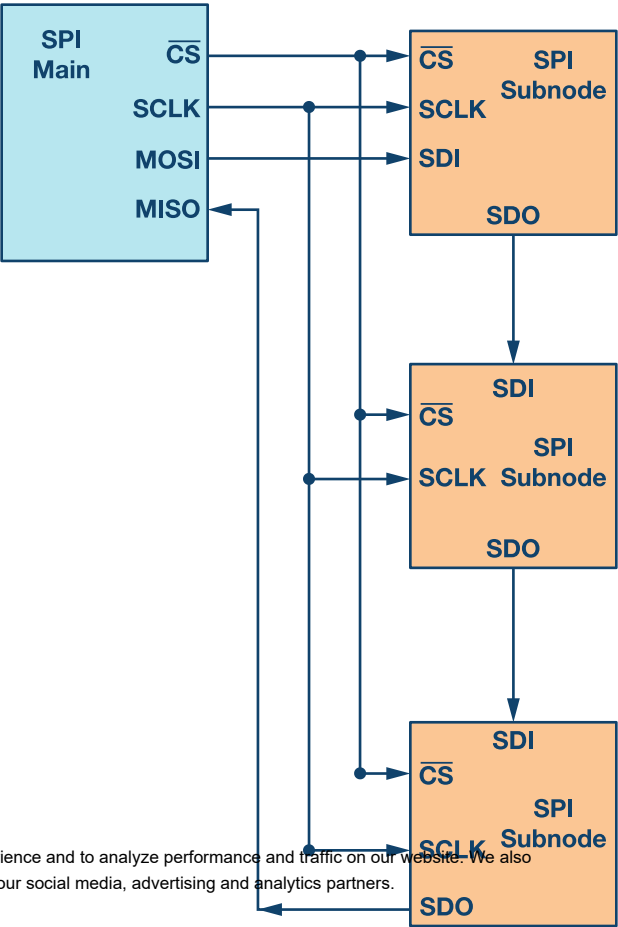 SPI
Main
CS
SCLK
MOSI
MISO
CS
SPI
Subnode
SCLK
SDI
SDO
SDI
CS
SPI
SCLK Subnode
SDO
SDI
CS
SPI
Subnode
SCLK
ience and to analyze performance and traffic on our website. We also
our social media, advertising and analytics partners.
SDO